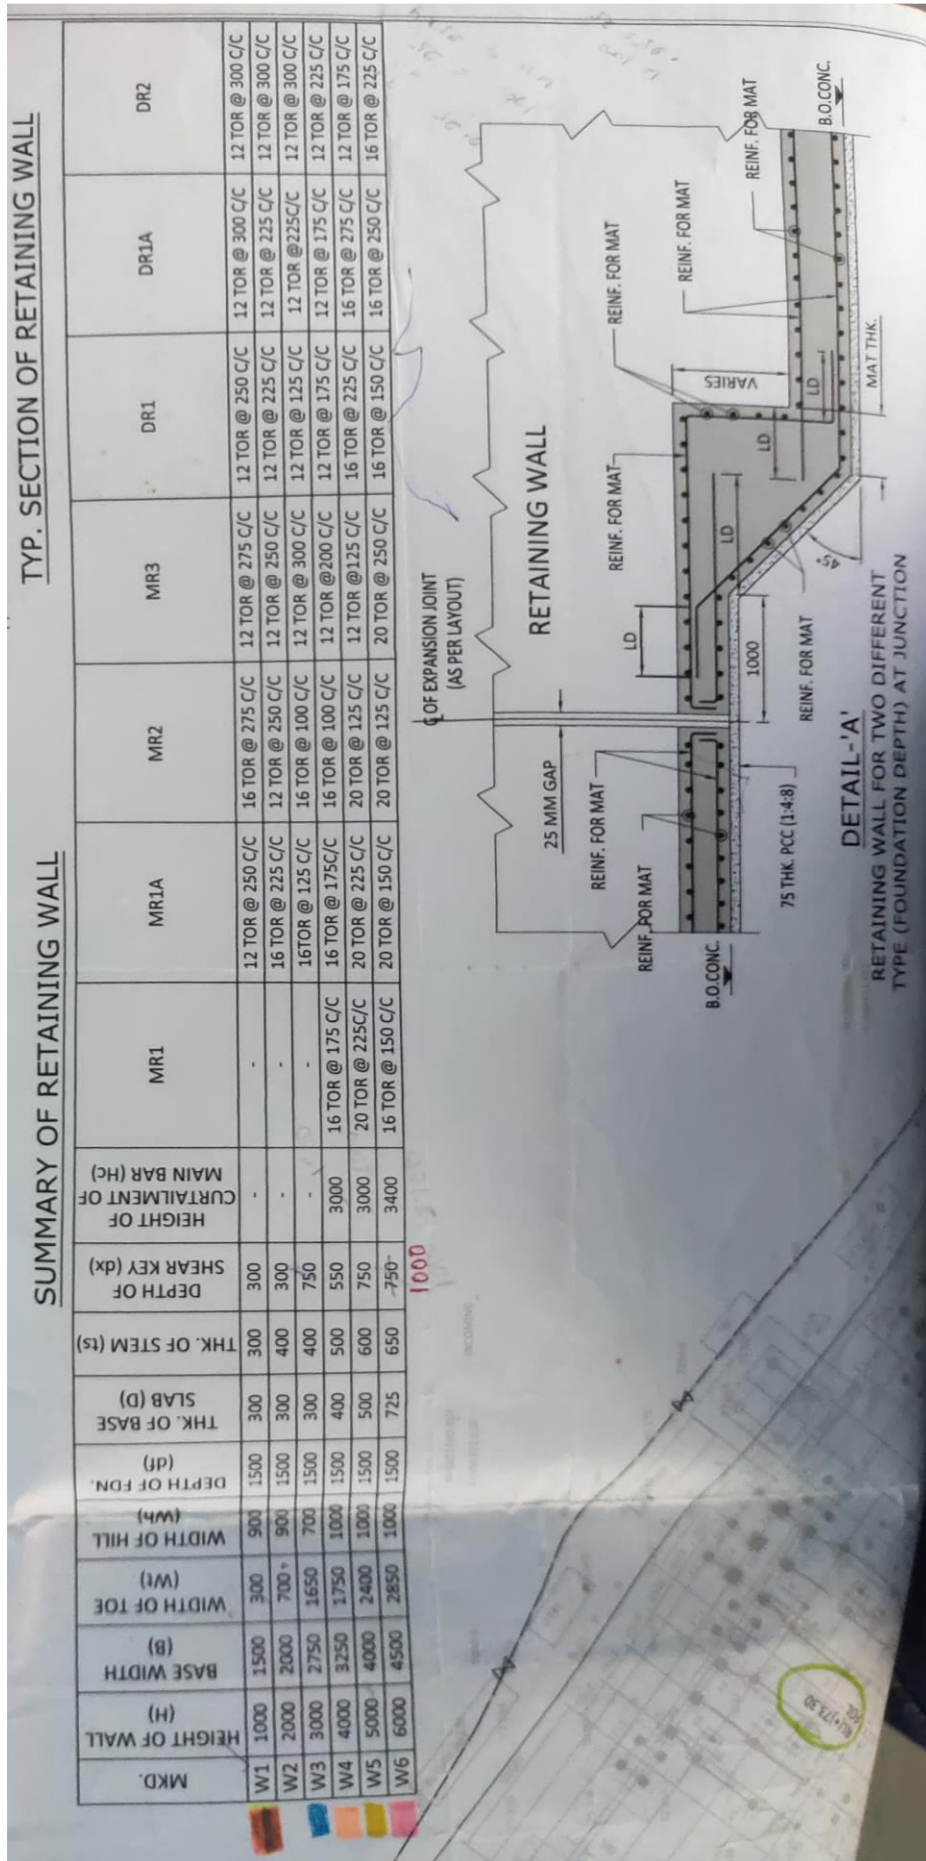 SUMMARY OF RETAINING WALL
TYP. SECTION OF RETAINING WALL
MKD. HEIGHT OF WALL (H) BASE WIDTH (B) WIDTH OF TOE (Wt) WIDTH OF HILL (Wh) DEPTH OF FDN. (df) THK. OF BASE SLAB (D) THK. OF STEM (ts) DEPTH OF SHEAR KEY (dx) HEIGHT OF CURTAILMENT OF MAIN BAR (Hc) MR1 MR1A MR2 MR3 DR1 DR1A DR2
W1 1000 1500 300 900 1500 300 300 300 - - 12 TOR @ 250 C/C 16 TOR @ 275 C/C 12 TOR @ 275 C/C 12 TOR @ 250 C/C 12 TOR @ 300 C/C 12 TOR @ 300 C/C
W2 2000 2000 700 900 1500 300 400 300 - - 16 TOR @ 225 C/C 12 TOR @ 250 C/C 12 TOR @ 250 C/C 12 TOR @ 225 C/C 12 TOR @ 225 C/C 12 TOR @ 300 C/C
W3 3000 2750 1650 700 1500 300 400 750 - - 16TOR @ 125 C/C 16 TOR @ 100 C/C 12 TOR @ 300 C/C 12 TOR @ 125 C/C 12 TOR @225C/C 12 TOR @ 300 C/C
W4 4000 3250 1750 1000 1500 400 500 550 3000 16 TOR @ 175 C/C 16 TOR @ 175C/C 16 TOR @ 100 C/C 12 TOR @200 C/C 12 TOR @ 175 C/C 12 TOR @ 175 C/C 12 TOR @ 225 C/C
W5 5000 4000 2400 1000 1500 500 600 750 3000 20 TOR @ 225C/C 20 TOR @ 225 C/C 20 TOR @ 125 C/C 12 TOR @125 C/C 16 TOR @ 225 C/C 16 TOR @ 275 C/C 12 TOR @ 175 C/C
W6 6000 4500 2850 1000 1500 725 650 750 3400 16 TOR @ 150 C/C 20 TOR @ 150 C/C 20 TOR @ 125 C/C 20 TOR @ 250 C/C 16 TOR @ 150 C/C 16 TOR @ 250 C/C 16 TOR @ 225 C/C
1000
℄ OF EXPANSION JOINT
(AS PER LAYOUT)
RETAINING WALL
25 MM GAP
REINF. FOR MAT
REINF. FOR MAT
B.O.CONC.
75 THK. PCC (1:4:8)
LD
1000
LD
REINF. FOR MAT
REINF. FOR MAT
45°
VARIES
LD
LD
REINF. FOR MAT
REINF. FOR MAT
REINF. FOR MAT
MAT THK.
B.O.CONC.
DETAIL-'A'
RETAINING WALL FOR TWO DIFFERENT
TYPE (FOUNDATION DEPTH) AT JUNCTION